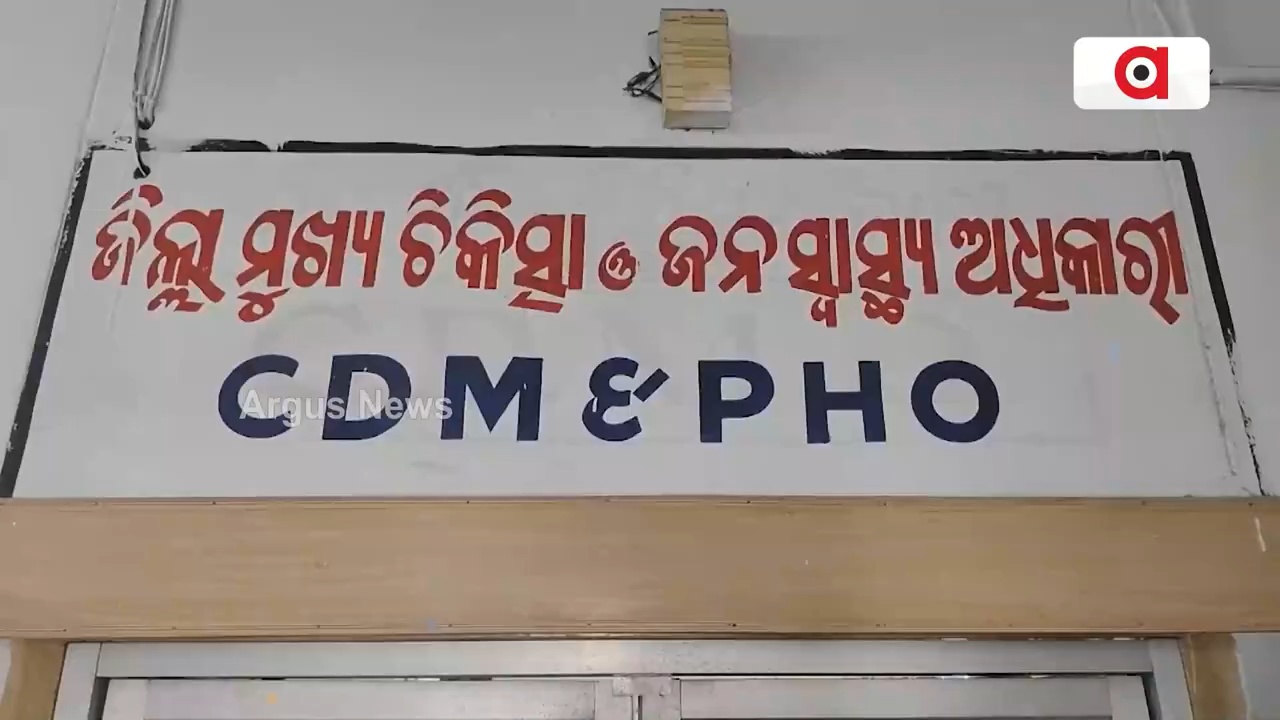 ଜିଲ୍ଲା ମୁଖ୍ୟ ଚିକିତ୍ସା ଓ ଜନସ୍ୱାସ୍ଥ୍ୟ ଅଧିକାରୀ
CDM & PHO
Argus News